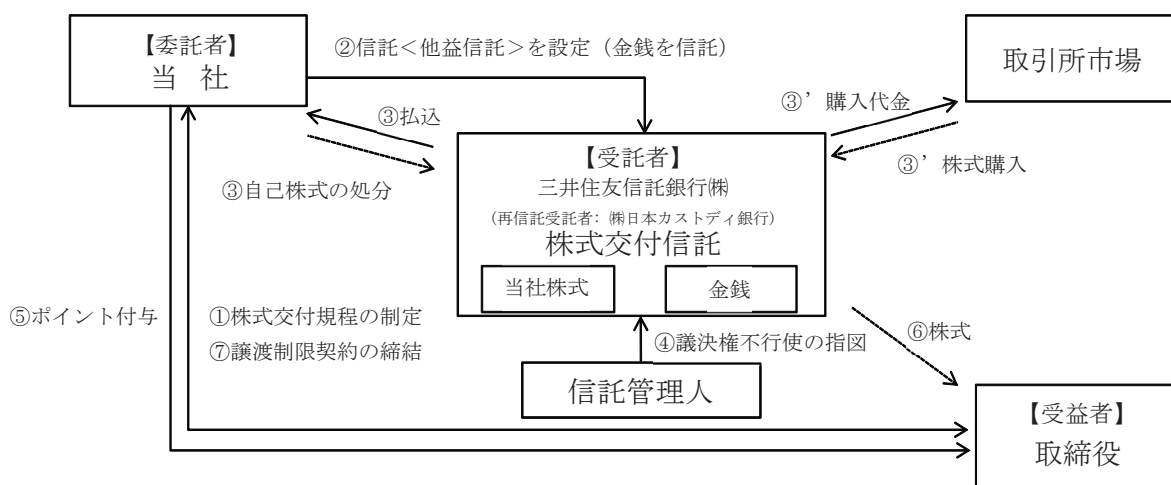 【委託者】
当 社
②信託＜他益信託＞を設定（金銭を信託）
取引所市場
③払込
③’購入代金
③自己株式の処分
③’株式購入
【受託者】
三井住友信託銀行㈱
(再信託受託者：㈱日本カストディ銀行)
株式交付信託
当社株式
金銭
⑤ポイント付与
①株式交付規程の制定
⑦譲渡制限契約の締結
④議決権不行使の指図
⑥株式
信託管理人
【受益者】
取締役